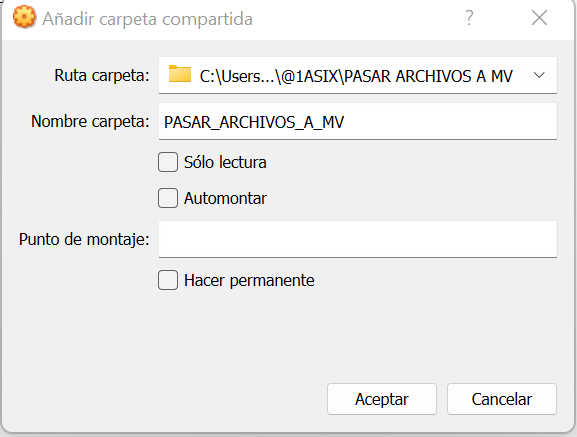 Añadir carpeta compartida ?
Ruta carpeta: C:\Users...\@1ASIX\PASAR ARCHIVOS A MV
Nombre carpeta: PASAR_ARCHIVOS_A_MV
Sólo lectura
Automontar
Punto de montaje:
Hacer permanente
Aceptar Cancelar